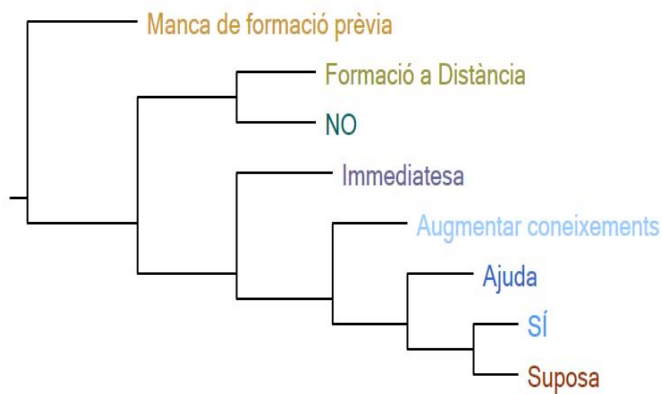 Manca de formació prèvia
Formació a Distància
NO
Immediatesa
Augmentar coneixements
Ajuda
SÍ
Suposa